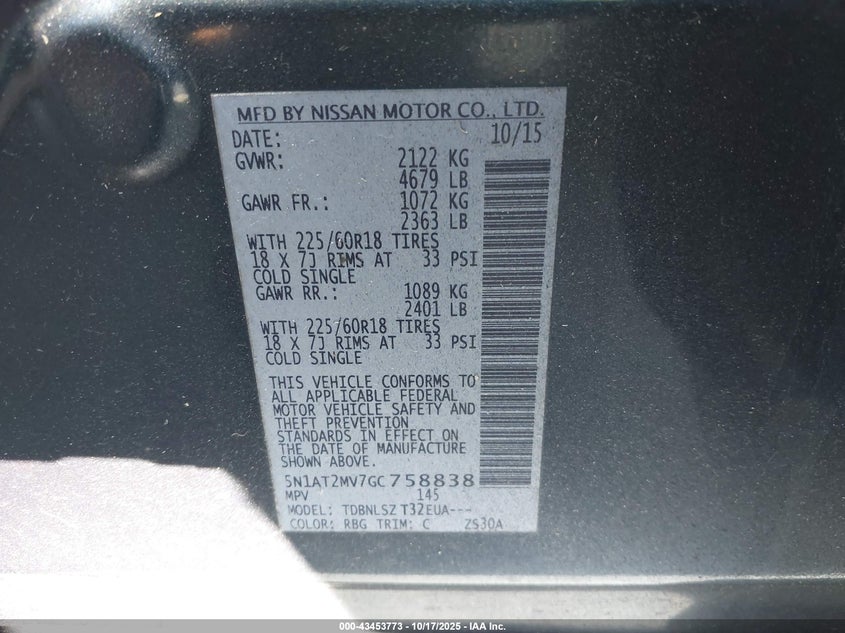 MFD BY NISSAN MOTOR CO., LTD.
DATE: 10/15
GVWR: 2122 KG
4679 LB
GAWR FR.: 1072 KG
2363 LB
WITH 225/60R18 TIRES
18 X 7J RIMS AT 33 PSI
COLD SINGLE
GAWR RR.: 1089 KG
2401 LB
WITH 225/60R18 TIRES
18 X 7J RIMS AT 33 PSI
COLD SINGLE
THIS VEHICLE CONFORMS TO
ALL APPLICABLE FEDERAL
MOTOR VEHICLE SAFETY AND
THEFT PREVENTION
STANDARDS IN EFFECT ON
THE DATE OF MANUFACTURE
SHOWN ABOVE.
5N1AT2MV7GC758838
MPV 145
MODEL: TDBNLSZ T32EUA---
COLOR: RBG TRIM: C ZS30A
000-43453773 - 10/17/2025 - IAA Inc.